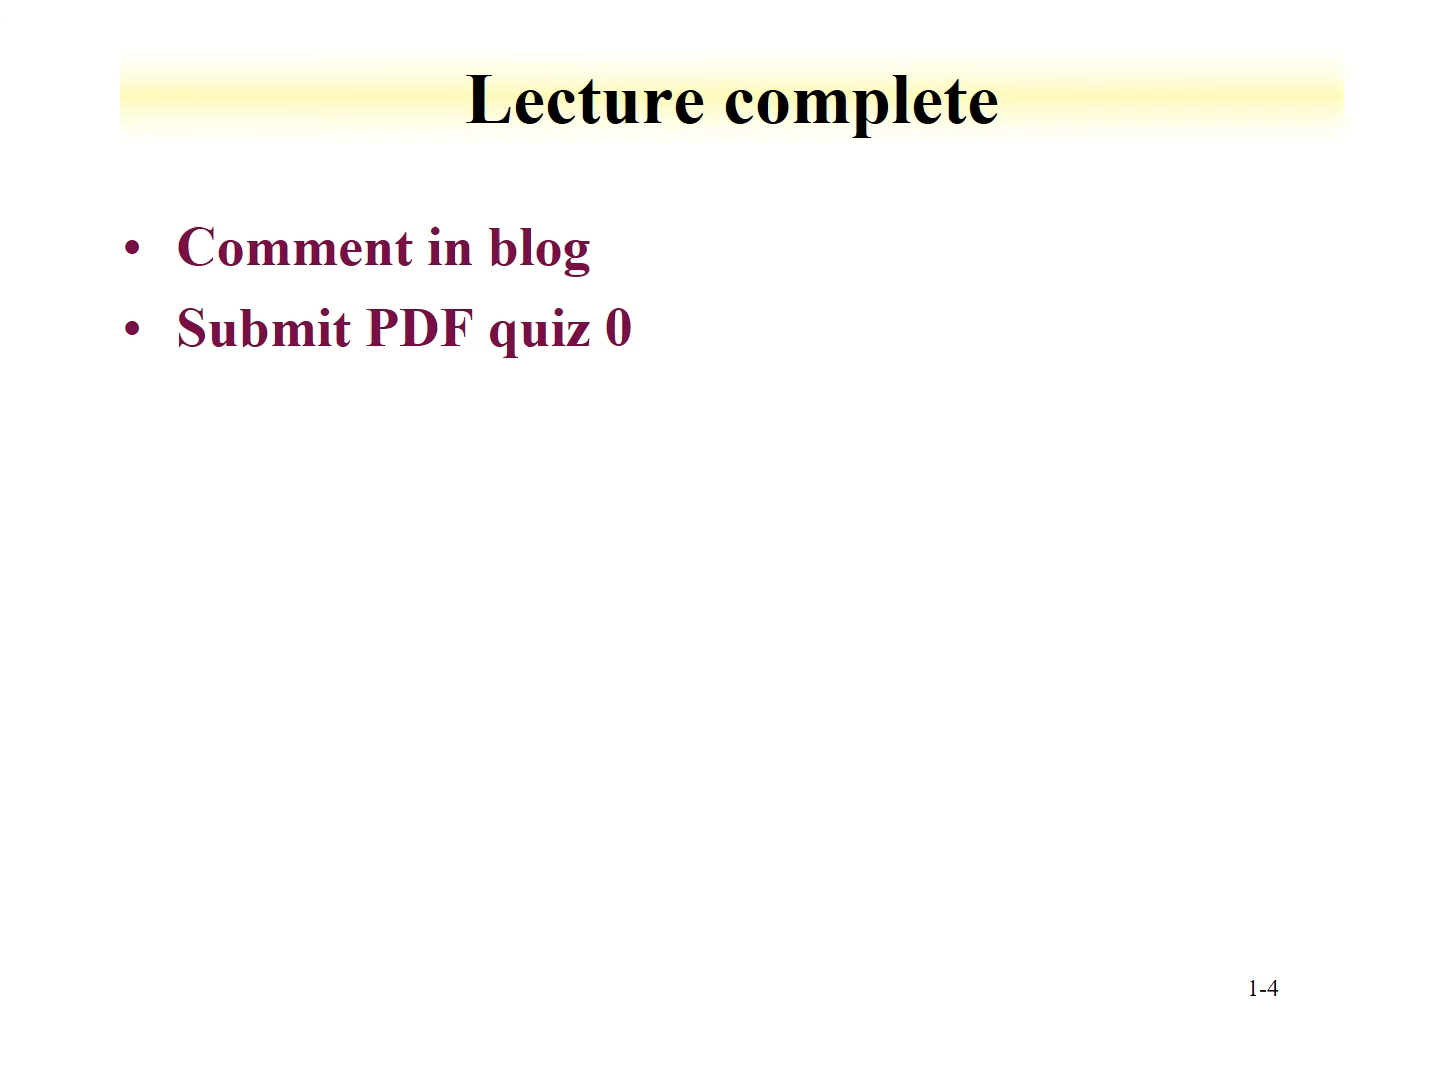 Lecture complete
• Comment in blog
• Submit PDF quiz 0
1-4